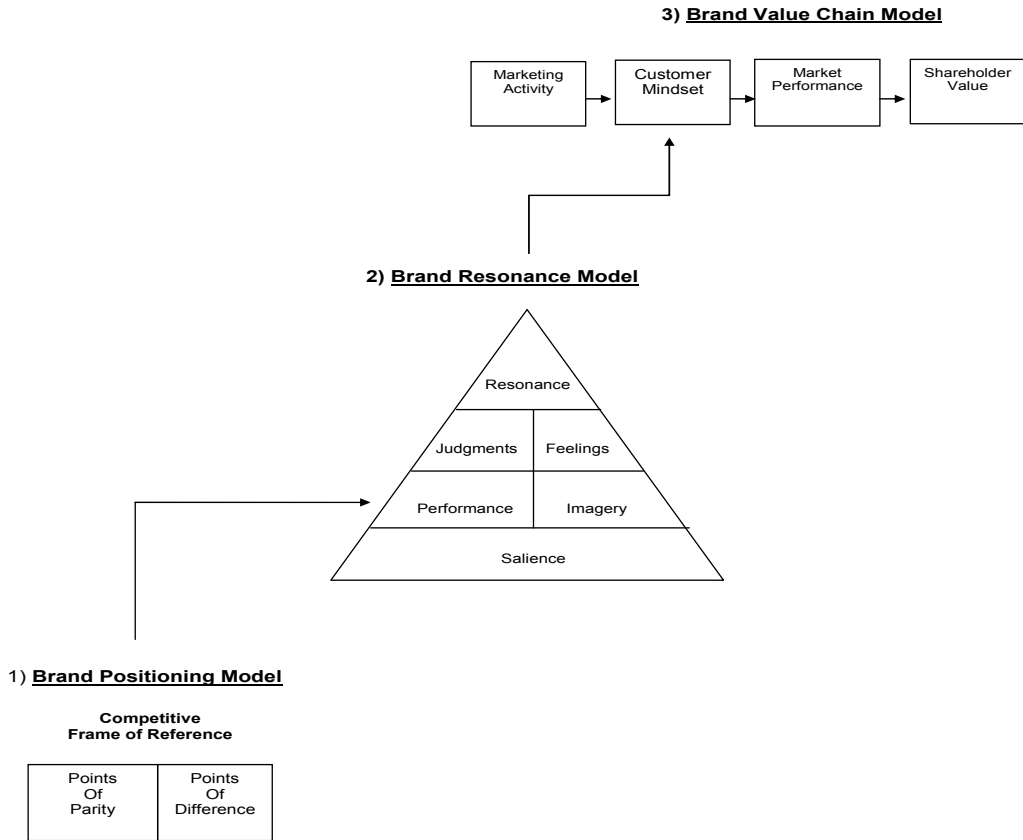 3) Brand Value Chain Model
Marketing
Activity
Customer
Mindset
Market
Performance
Shareholder
Value
2) Brand Resonance Model
Resonance
Judgments
Feelings
Performance
Imagery
Salience
1) Brand Positioning Model
Competitive
Frame of Reference
Points
Of
Parity
Points
Of
Difference